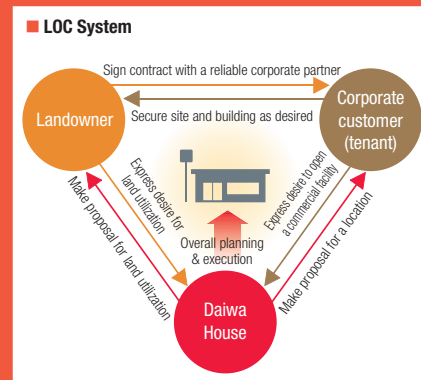 ■ LOC System
Sign contract with a reliable corporate partner
Landowner
Corporate
customer
(tenant)
Secure site and building as desired
Express desire for
land utilization
Express desire to open
a commercial facility
Make proposal for land utilization
Make proposal for a location
Overall planning
& execution
Daiwa
House